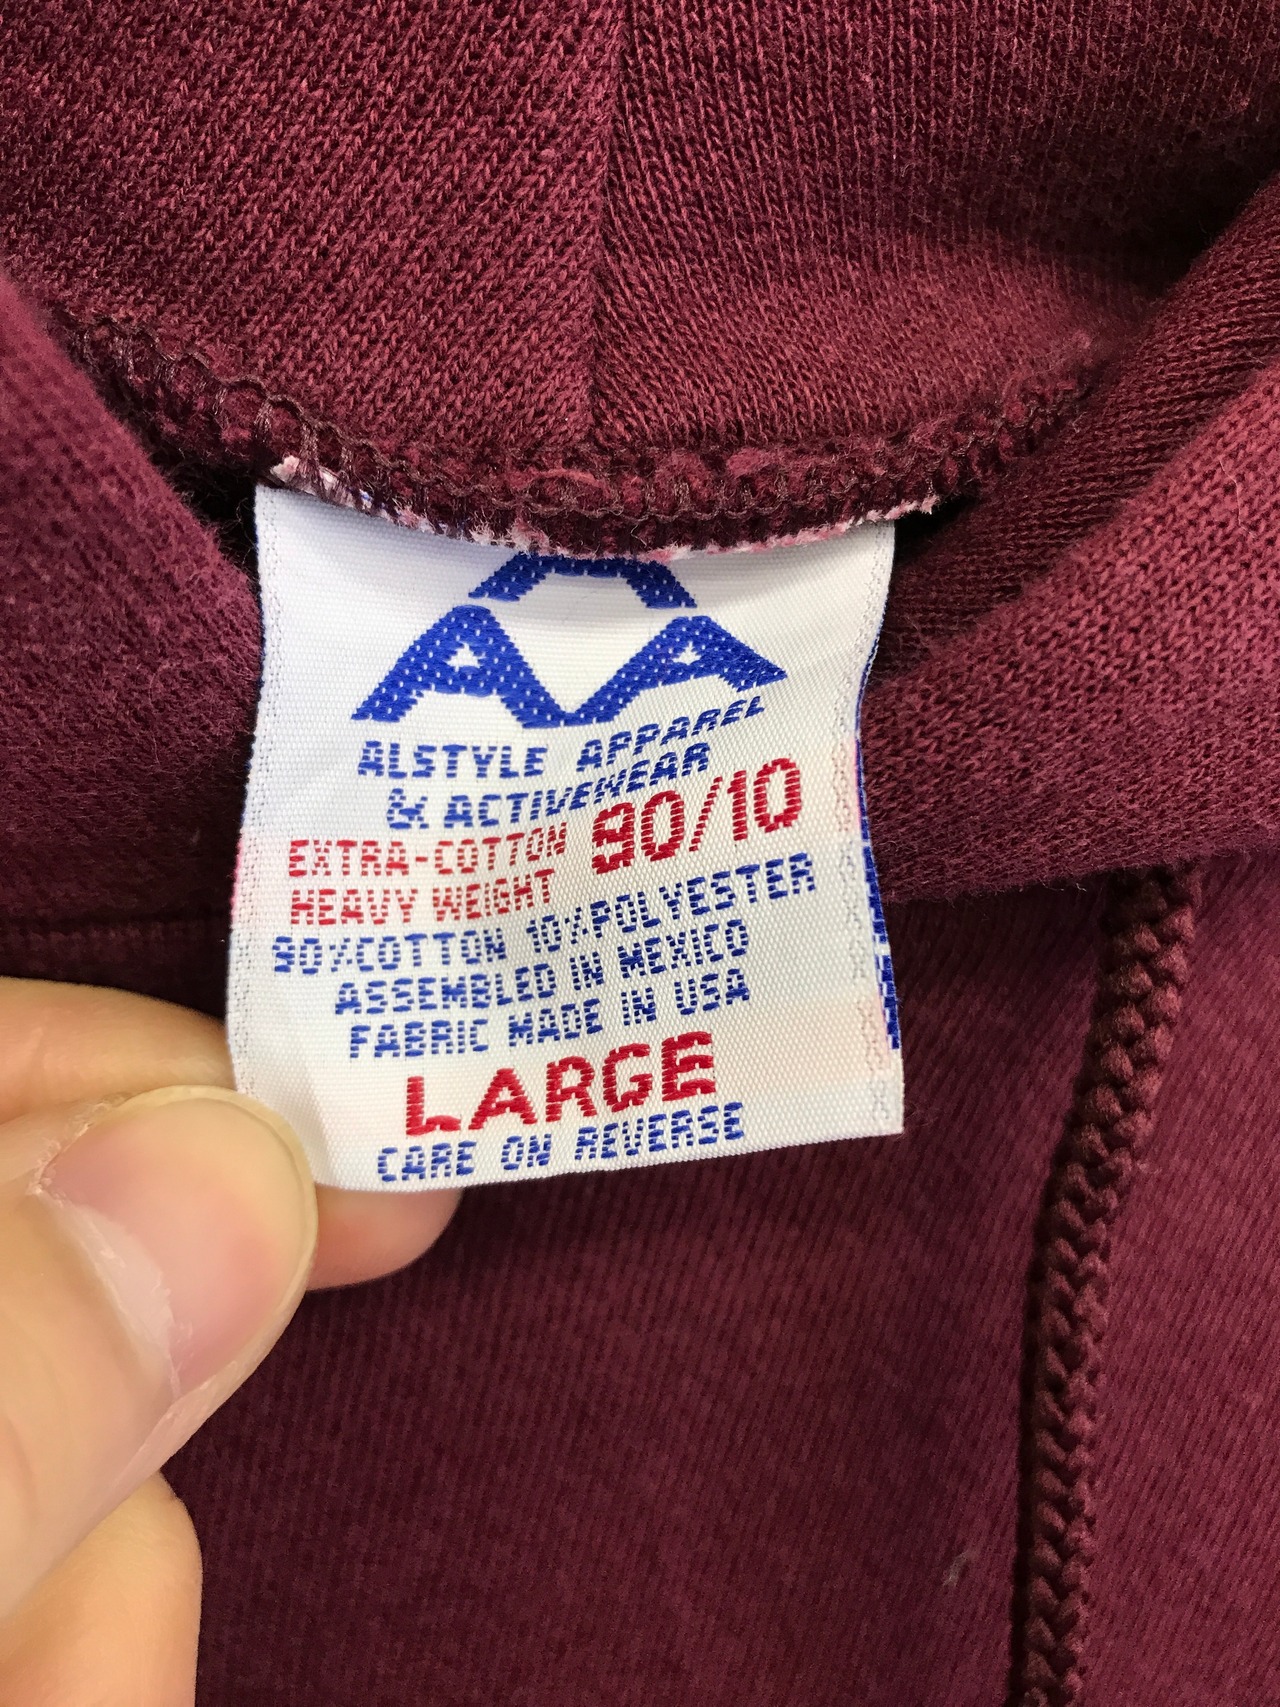 AAA
ALSTYLE APPAREL
& ACTIVEWEAR
EXTRA-COTTON 90/10
HEAVY WEIGHT
90%COTTON 10%POLYESTER
ASSEMBLED IN MEXICO
FABRIC MADE IN USA
LARGE
CARE ON REVERSE